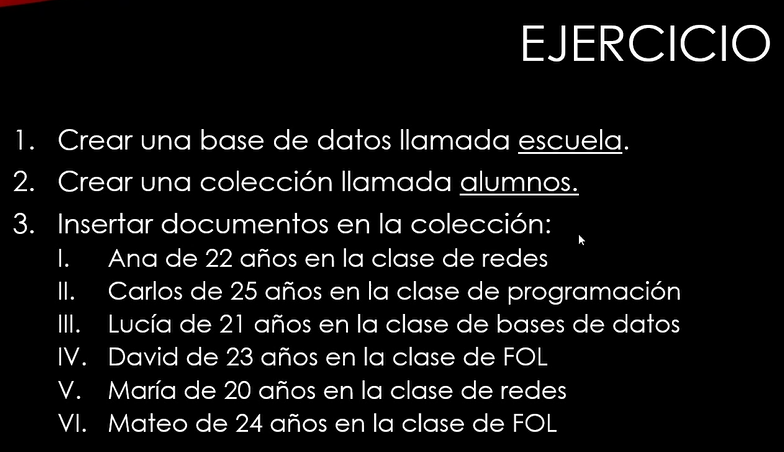 EJERCICIO
1. Crear una base de datos llamada escuela.
2. Crear una colección llamada alumnos.
3. Insertar documentos en la colección:
I. Ana de 22 años en la clase de redes
II. Carlos de 25 años en la clase de programación
III. Lucía de 21 años en la clase de bases de datos
IV. David de 23 años en la clase de FOL
V. María de 20 años en la clase de redes
VI. Mateo de 24 años en la clase de FOL